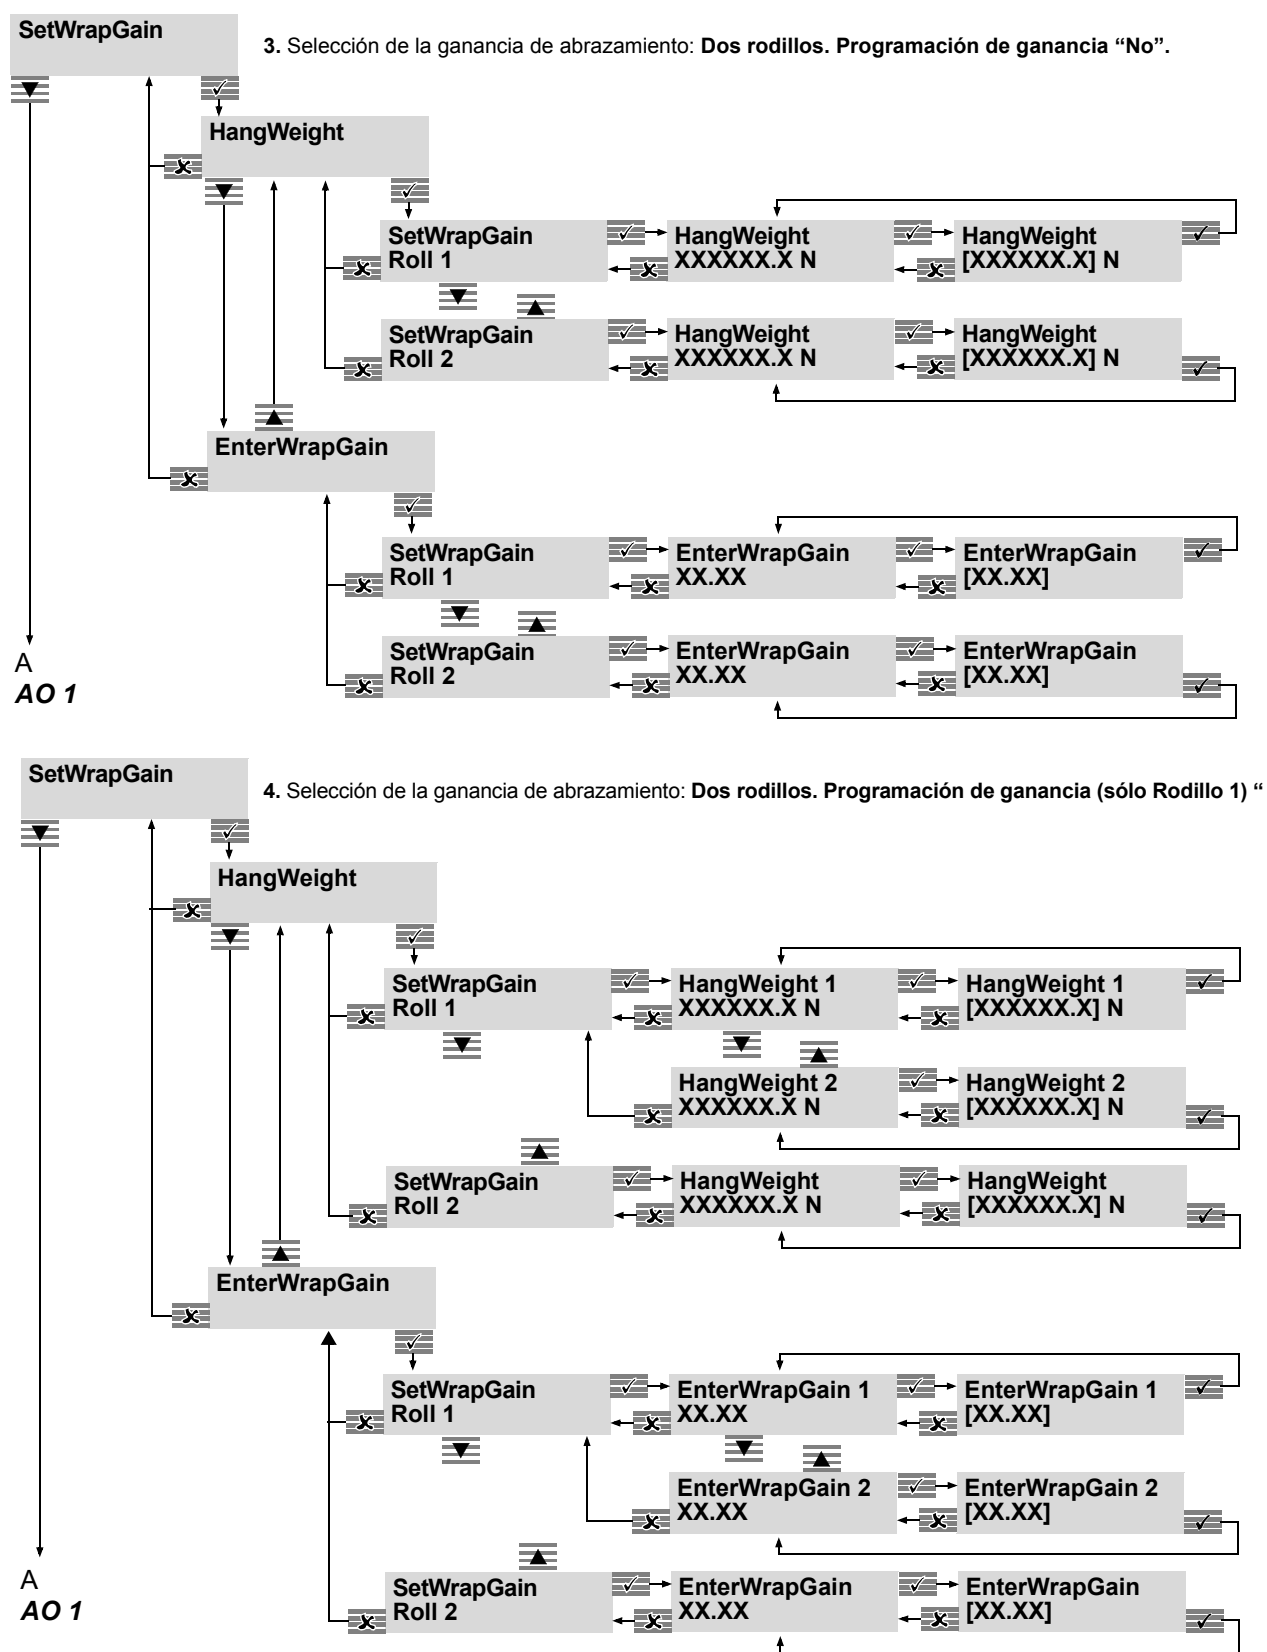 SetWrapGain
3. Selección de la ganancia de abrazamiento: Dos rodillos. Programación de ganancia “No”.
HangWeight
SetWrapGain
Roll 1
HangWeight
XXXXXX.X N
HangWeight
[XXXXXX.X] N
SetWrapGain
Roll 2
HangWeight
XXXXXX.X N
HangWeight
[XXXXXX.X] N
EnterWrapGain
SetWrapGain
Roll 1
EnterWrapGain
XX.XX
EnterWrapGain
[XX.XX]
SetWrapGain
Roll 2
EnterWrapGain
XX.XX
EnterWrapGain
[XX.XX]
A
AO 1
SetWrapGain
4. Selección de la ganancia de abrazamiento: Dos rodillos. Programación de ganancia (sólo Rodillo 1) “
HangWeight
SetWrapGain
Roll 1
HangWeight 1
XXXXXX.X N
HangWeight 1
[XXXXXX.X] N
HangWeight 2
XXXXXX.X N
HangWeight 2
[XXXXXX.X] N
SetWrapGain
Roll 2
HangWeight
XXXXXX.X N
HangWeight
[XXXXXX.X] N
EnterWrapGain
SetWrapGain
Roll 1
EnterWrapGain 1
XX.XX
EnterWrapGain 1
[XX.XX]
EnterWrapGain 2
XX.XX
EnterWrapGain 2
[XX.XX]
SetWrapGain
Roll 2
EnterWrapGain
XX.XX
EnterWrapGain
[XX.XX]
A
AO 1